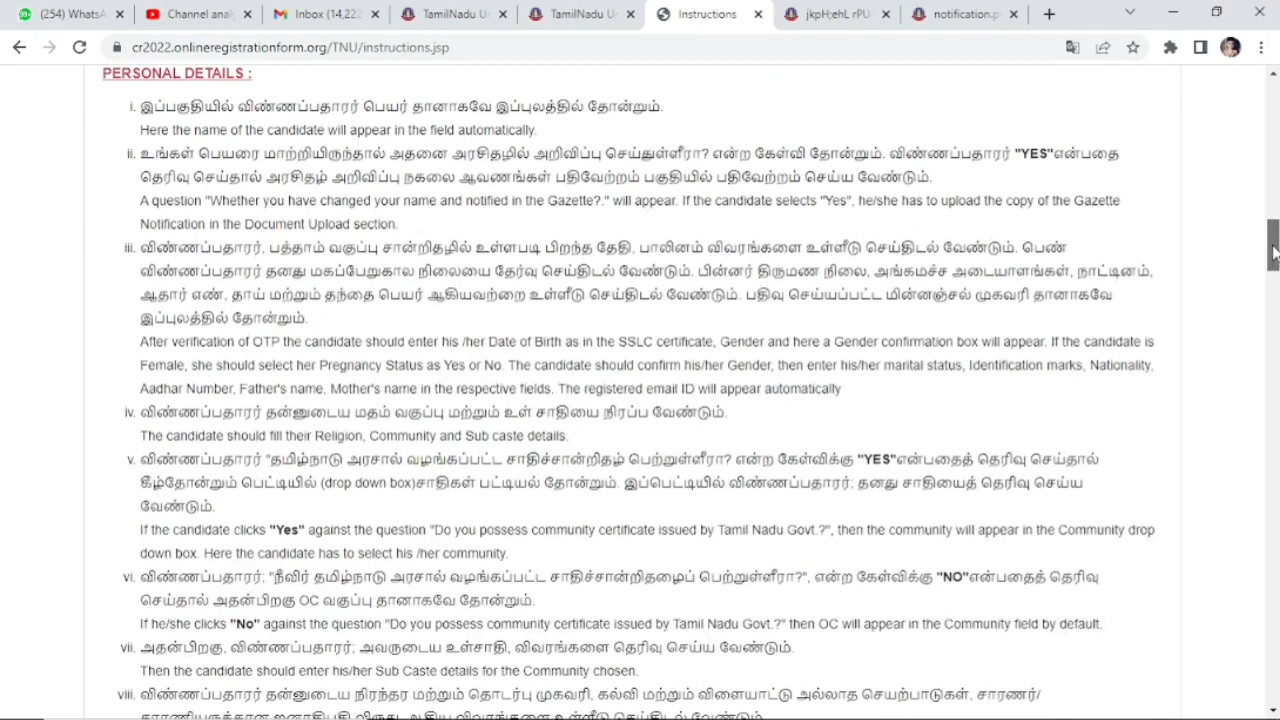 (254) WhatsA
Channel anal
Inbox (14,222
TamilNadu U
TamilNadu U
Instructions
jkpH;ehL rPU
notification.p
cr2022.onlineregistrationform.org/TNU/instructions.jsp
PERSONAL DETAILS :
i. இப்பகுதியில் விண்ணப்பதாரர் பெயர் தானாகவே இப்புலத்தில் தோன்றும்.
Here the name of the candidate will appear in the field automatically.
ii. உங்கள் பெயரை மாற்றியிருந்தால் அதனை அரசிதழில் அறிவிப்பு செய்துள்ளீரா? என்ற கேள்வி தோன்றும். விண்ணப்பதாரர் "YES"என்பதை
தெரிவு செய்தால் அரசிதழ் அறிவிப்பு நகலை ஆவணங்கள் பதிவேற்றம் பகுதியில் பதிவேற்றம் செய்ய வேண்டும்.
A question "Whether you have changed your name and notified in the Gazette?." will appear. If the candidate selects "Yes", he/she has to upload the copy of the Gazette
Notification in the Document Upload section.
iii. விண்ணப்பதாரர், பத்தாம் வகுப்பு சான்றிதழில் உள்ளபடி பிறந்த தேதி, பாலினம் விவரங்களை உள்ளீடு செய்திடல் வேண்டும். பெண்
விண்ணப்பதாரர் தனது மகப்பேறுகால நிலையை தேர்வு செய்திடல் வேண்டும். பின்னர் திருமண நிலை, அங்கமச்ச அடையாளங்கள், நாட்டினம்,
ஆதார் எண், தாய் மற்றும் தந்தை பெயர் ஆகியவற்றை உள்ளீடு செய்திடல் வேண்டும். பதிவு செய்யப்பட்ட மின்னஞ்சல் முகவரி தானாகவே
இப்புலத்தில் தோன்றும்.
After verification of OTP the candidate should enter his /her Date of Birth as in the SSLC certificate, Gender and here a Gender confirmation box will appear. If the candidate is
Female, she should select her Pregnancy Status as Yes or No. The candidate should confirm his/her Gender, then enter his/her marital status, Identification marks, Nationality,
Aadhar Number, Father's name, Mother's name in the respective fields. The registered email ID will appear automatically
iv. விண்ணப்பதாரர் தன்னுடைய மதம் வகுப்பு மற்றும் உள் சாதியை நிரப்ப வேண்டும்.
The candidate should fill their Religion, Community and Sub caste details.
v. விண்ணப்பதாரர் "தமிழ்நாடு அரசால் வழங்கப்பட்ட சாதிச்சான்றிதழ் பெற்றுள்ளீரா? என்ற கேள்விக்கு "YES"என்பதைத் தெரிவு செய்தால்
கீழ்தோன்றும் பெட்டியில் (drop down box)சாதிகள் பட்டியல் தோன்றும். இப்பெட்டியில் விண்ணப்பதாரர்; தனது சாதியைத் தெரிவு செய்ய
வேண்டும்.
If the candidate clicks "Yes" against the question "Do you possess community certificate issued by Tamil Nadu Govt.?", then the community will appear in the Community drop
down box. Here the candidate has to select his /her community.
vi. விண்ணப்பதாரர்; "நீவிர் தமிழ்நாடு அரசால் வழங்கப்பட்ட சாதிச்சான்றிதழைப் பெற்றுள்ளீரா?", என்ற கேள்விக்கு "NO"என்பதைத் தெரிவு
செய்தால் அதன்பிறகு OC வகுப்பு தானாகவே தோன்றும்.
If he/she clicks "No" against the question "Do you possess community certificate issued by Tamil Nadu Govt.?" then OC will appear in the Community field by default.
vii. அதன்பிறகு, விண்ணப்பதாரர்; அவருடைய உள்சாதி, விவரங்களை தெரிவு செய்ய வேண்டும்.
Then the candidate should enter his/her Sub Caste details for the Community chosen.
viii. விண்ணப்பதாரர் தன்னுடைய நிரந்தர மற்றும் தொடர்பு முகவரி, கல்வி மற்றும் விளையாட்டு அல்லாத செயற்பாடுகள், சாரணர்/